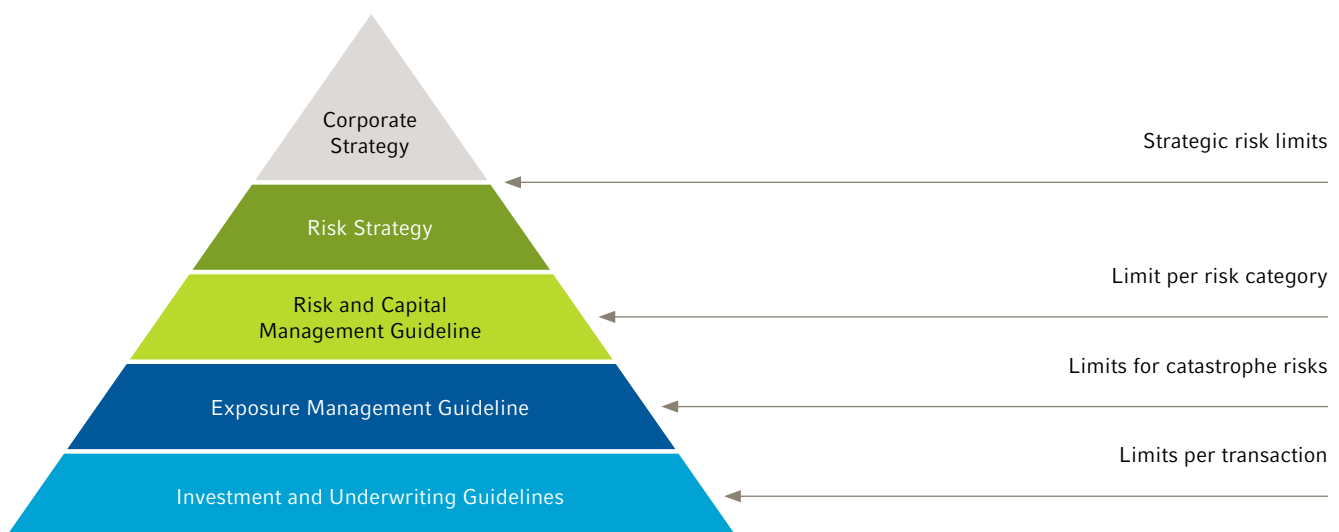 Corporate
Strategy
Strategic risk limits
Risk Strategy
Limit per risk category
Risk and Capital
Management Guideline
Limits for catastrophe risks
Exposure Management Guideline
Limits per transaction
Investment and Underwriting Guidelines